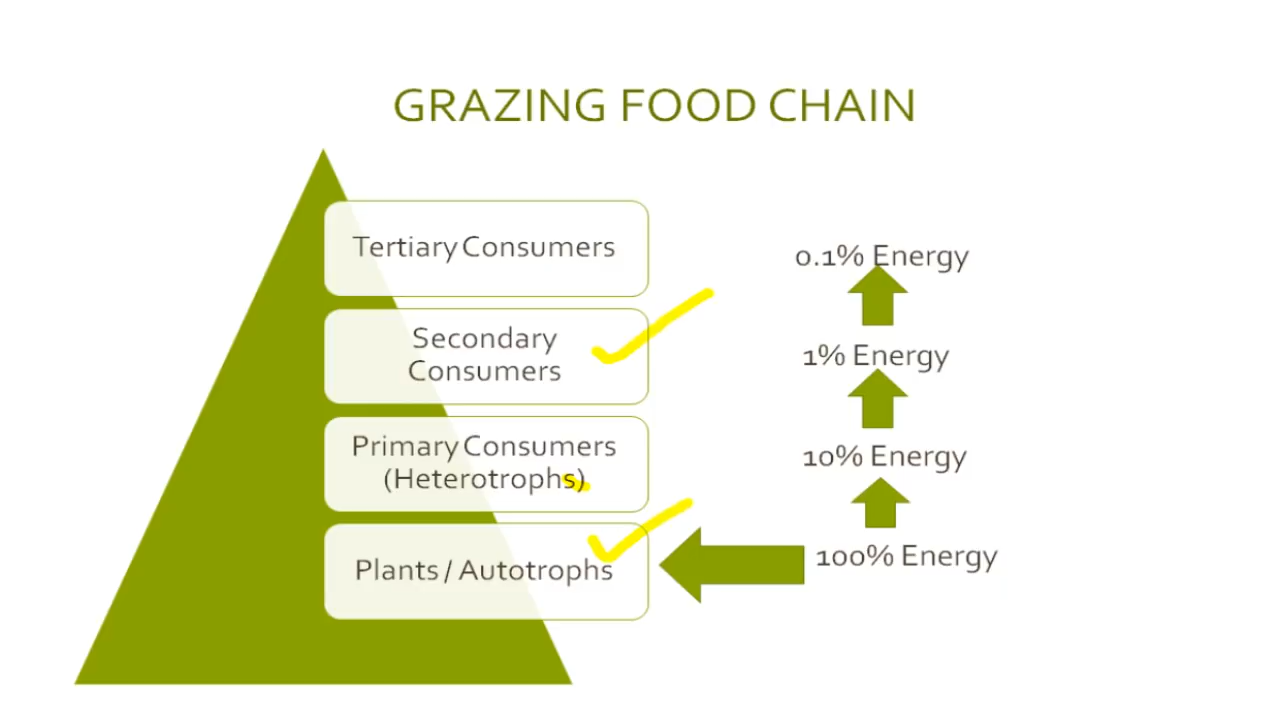 GRAZING FOOD CHAIN
Tertiary Consumers
Secondary
Consumers
Primary Consumers
(Heterotrophs)
Plants / Autotrophs
0.1% Energy
1% Energy
10% Energy
100% Energy